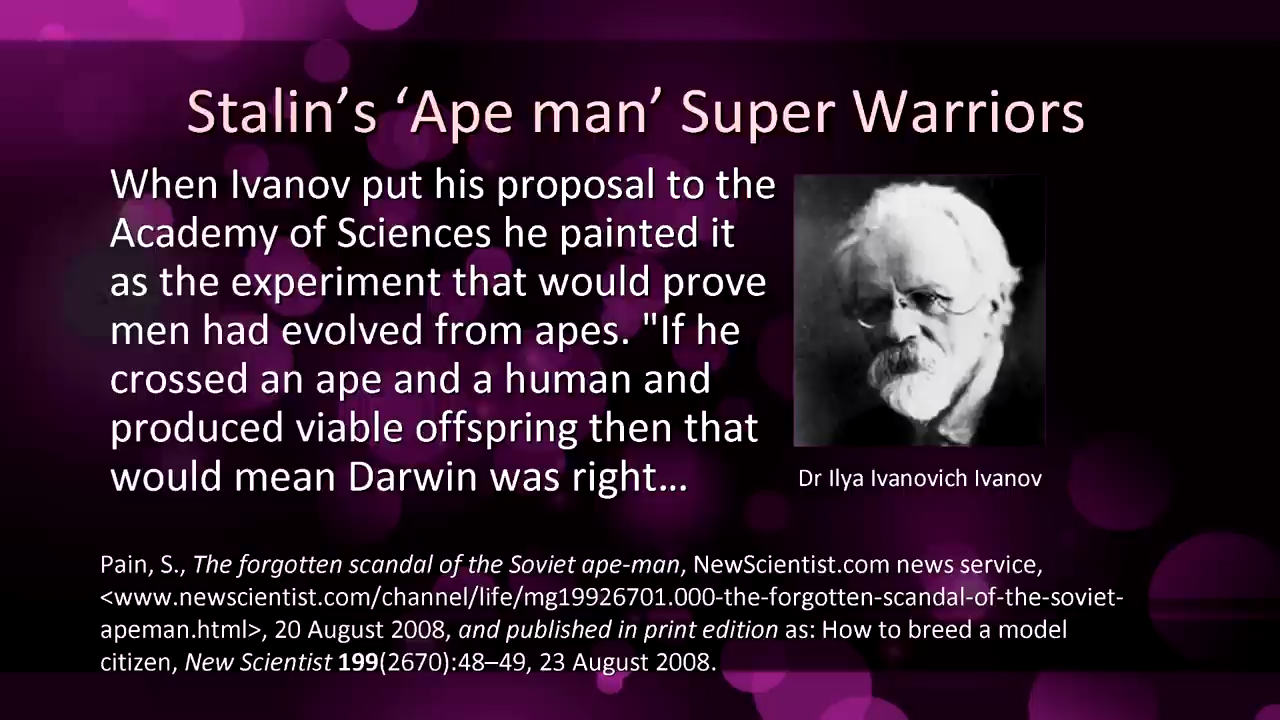 Stalin’s ‘Ape man’ Super Warriors
When Ivanov put his proposal to the
Academy of Sciences he painted it
as the experiment that would prove
men had evolved from apes. "If he
crossed an ape and a human and
produced viable offspring then that
would mean Darwin was right…
Dr Ilya Ivanovich Ivanov
Pain, S., The forgotten scandal of the Soviet ape-man, NewScientist.com news service,
<www.newscientist.com/channel/life/mg19926701.000-the-forgotten-scandal-of-the-soviet-
apeman.html>, 20 August 2008, and published in print edition as: How to breed a model
citizen, New Scientist 199(2670):48–49, 23 August 2008.